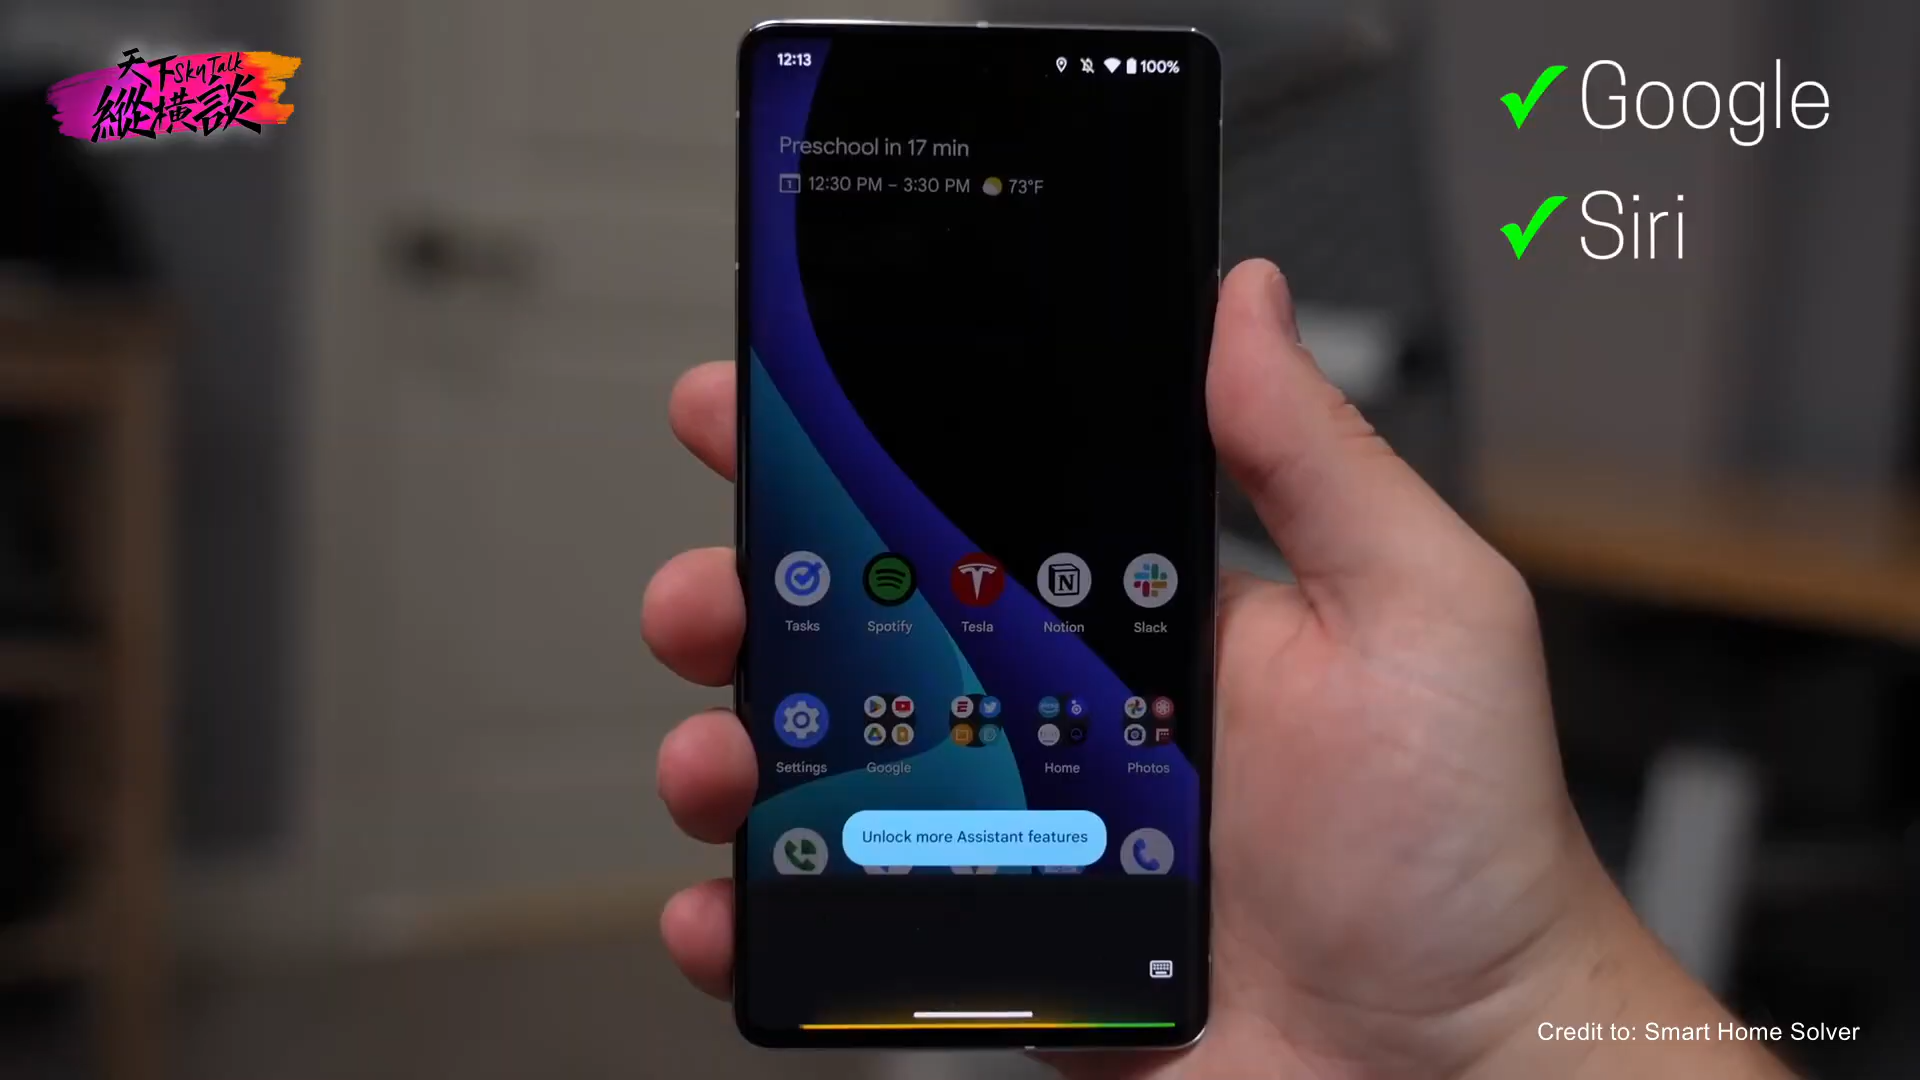 天下 SkyTalk
縱橫談
12:13
100%
Preschool in 17 min
1
12:30 PM – 3:30 PM
73°F
Google
Siri
Tasks
Spotify
Tesla
Notion
Slack
N
Settings
Google
Home
Photos
Unlock more Assistant features
Credit to: Smart Home Solver